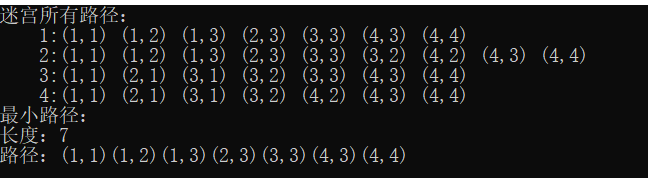 迷宫所有路径:
1:(1,1) (1,2) (1,3) (2,3) (3,3) (4,3) (4,4)
2:(1,1) (1,2) (1,3) (2,3) (3,3) (3,2) (4,2) (4,3) (4,4)
3:(1,1) (2,1) (3,1) (3,2) (3,3) (4,3) (4,4)
4:(1,1) (2,1) (3,1) (3,2) (4,2) (4,3) (4,4)
最小路径:
长度: 7
路径: (1,1)(1,2)(1,3)(2,3)(3,3)(4,3)(4,4)